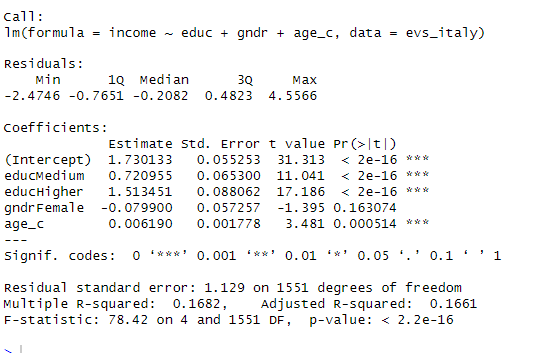 Call:
lm(formula = income ~ educ + gndr + age_c, data = evs_italy)
Residuals:
    Min      1Q  Median      3Q     Max
-2.4746 -0.7651 -0.2082  0.4823  4.5566
Coefficients:
             Estimate Std. Error t value Pr(>|t|)
(Intercept)  1.730133   0.055253  31.313  < 2e-16 ***
educMedium   0.720955   0.065300  11.041  < 2e-16 ***
educHigher   1.513451   0.088062  17.186  < 2e-16 ***
gndrFemale  -0.079900   0.057257  -1.395 0.163074
age_c        0.006190   0.001778   3.481 0.000514 ***
---
Signif. codes:  0 ‘***’ 0.001 ‘**’ 0.01 ‘*’ 0.05 ‘.’ 0.1 ‘ ’ 1
Residual standard error: 1.129 on 1551 degrees of freedom
Multiple R-squared:  0.1682,    Adjusted R-squared:  0.1661
F-statistic: 78.42 on 4 and 1551 DF,  p-value: < 2.2e-16
>